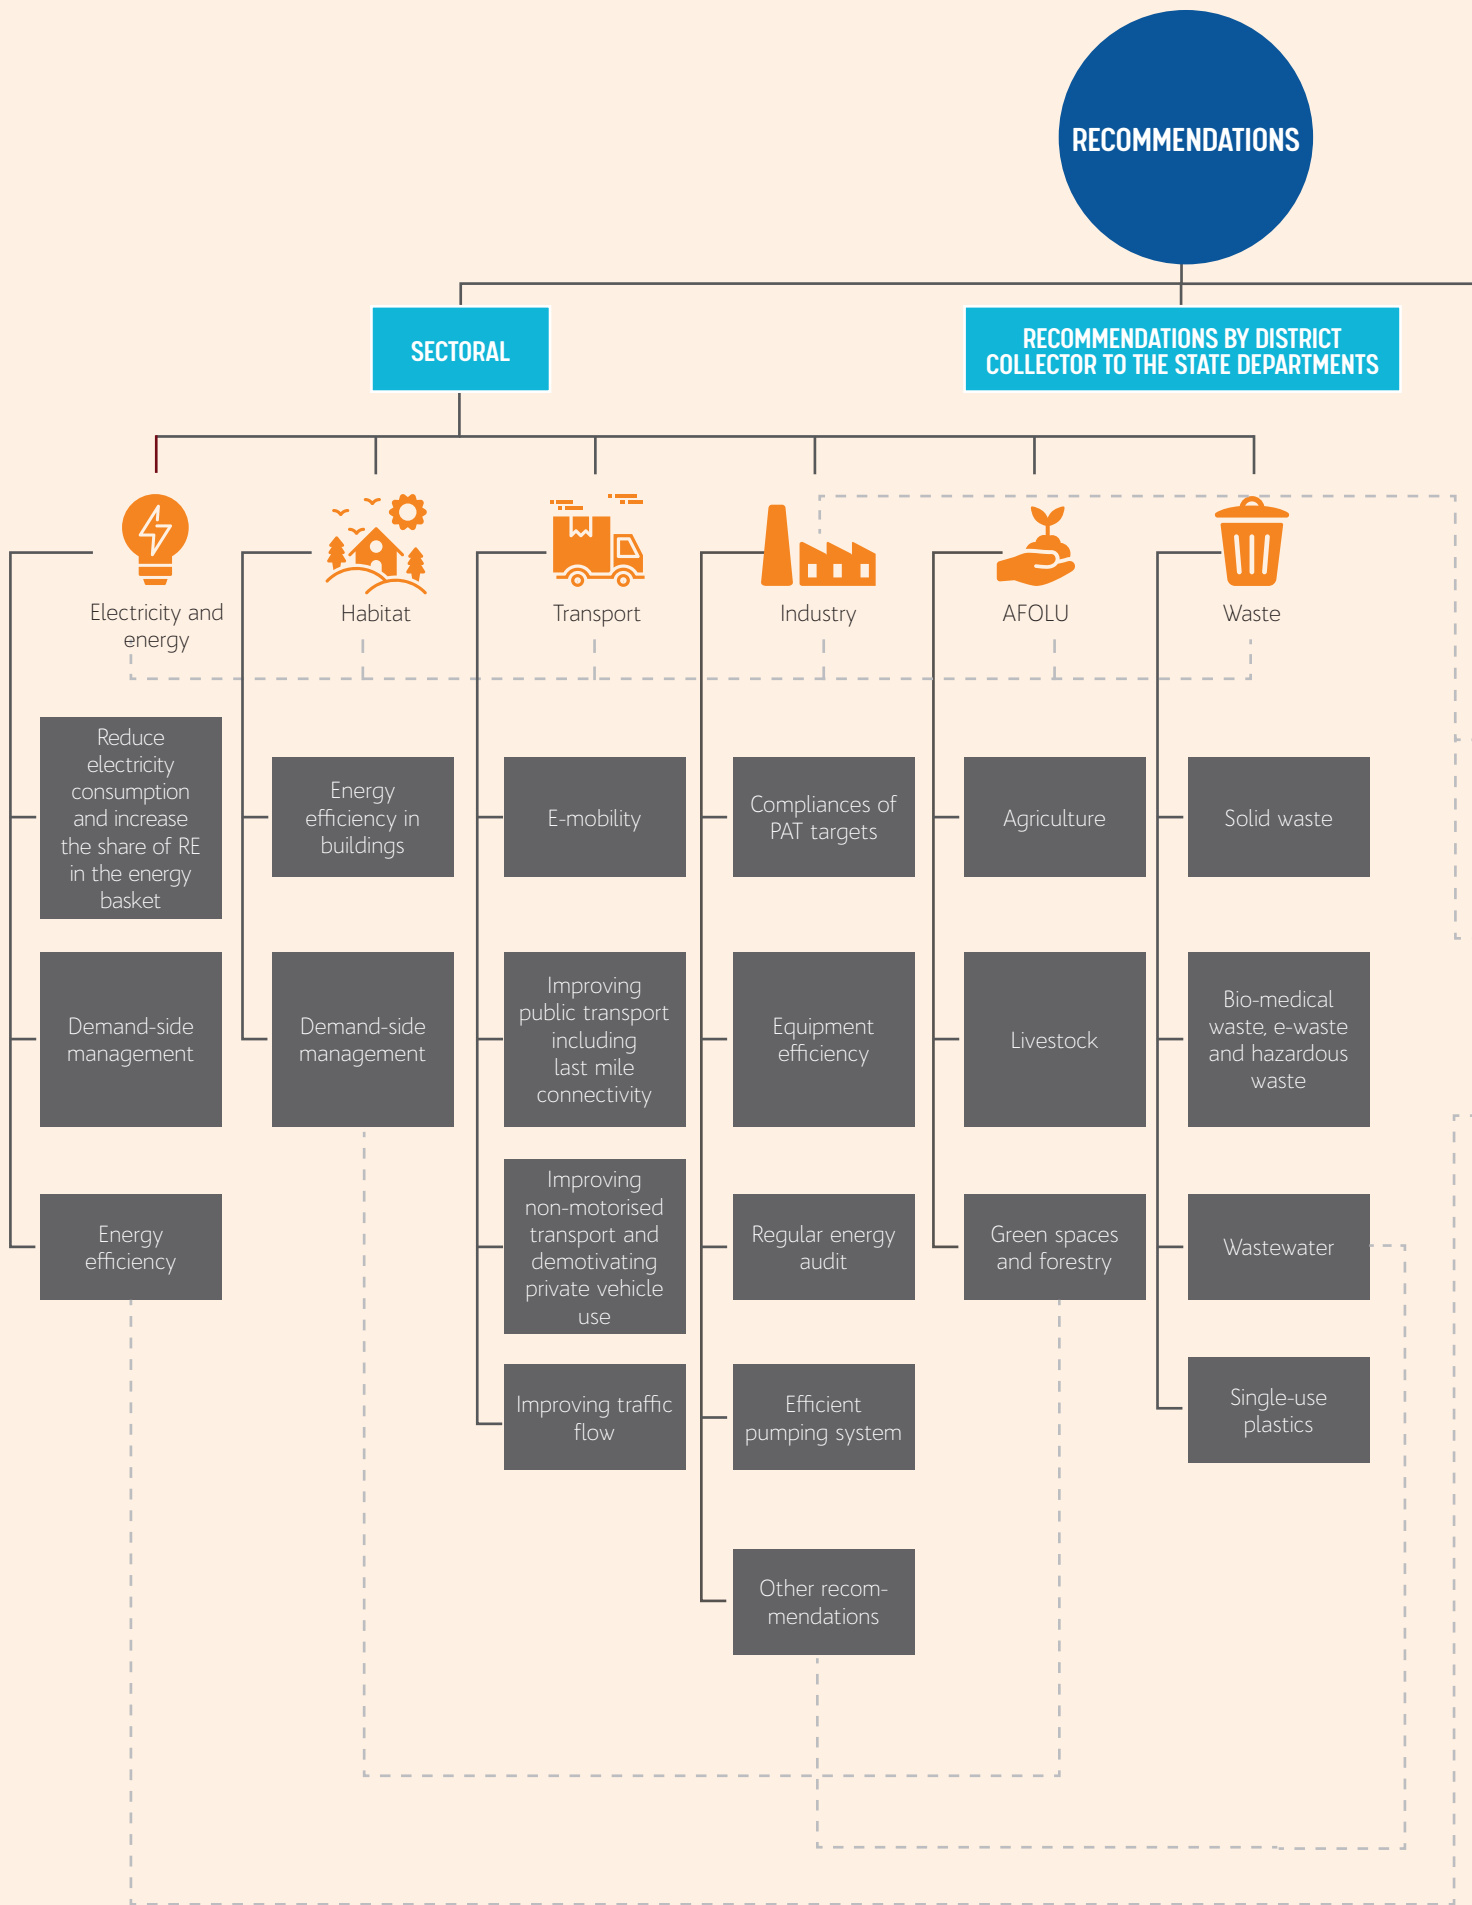 RECOMMENDATIONS
SECTORAL
RECOMMENDATIONS BY DISTRICT
COLLECTOR TO THE STATE DEPARTMENTS
Electricity and
energy
Habitat
Transport
Industry
AFOLU
Waste
Reduce
electricity
consumption
and increase
the share of RE
in the energy
basket
Demand-side
management
Energy
efficiency
Energy
efficiency in
buildings
Demand-side
management
E-mobility
Improving
public transport
including
last mile
connectivity
Improving
non-motorised
transport and
demotivating
private vehicle
use
Improving traffic
flow
Compliances of
PAT targets
Equipment
efficiency
Regular energy
audit
Efficient
pumping system
Other recom-
mendations
Agriculture
Livestock
Green spaces
and forestry
Solid waste
Bio-medical
waste, e-waste
and hazardous
waste
Wastewater
Single-use
plastics